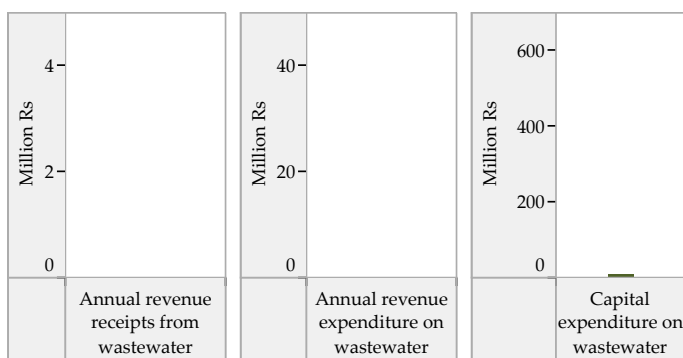 Million Rs
4
2
0
Annual revenue
receipts from
wastewater
Million Rs
40
20
0
Annual revenue
expenditure on
wastewater
Million Rs
600
400
200
0
Capital
expenditure on
wastewater